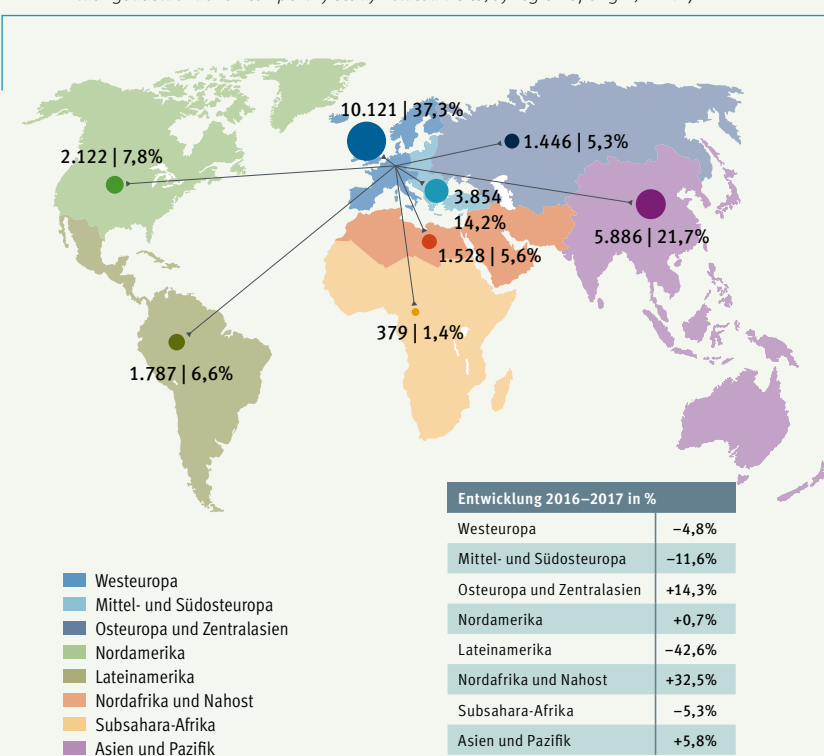 10.121 | 37,3%
2.122 | 7,8%
1.446 | 5,3%
3.854
14,2%
5.886 | 21,7%
1.528 | 5,6%
379 | 1,4%
1.787 | 6,6%
Entwicklung 2016–2017 in %
Westeuropa –4,8%
Mittel- und Südosteuropa –11,6%
Osteuropa und Zentralasien +14,3%
Nordamerika +0,7%
Lateinamerika –42,6%
Nordafrika und Nahost +32,5%
Subsahara-Afrika –5,3%
Asien und Pazifik +5,8%
Westeuropa
Mittel- und Südosteuropa
Osteuropa und Zentralasien
Nordamerika
Lateinamerika
Nordafrika und Nahost
Subsahara-Afrika
Asien und Pazifik